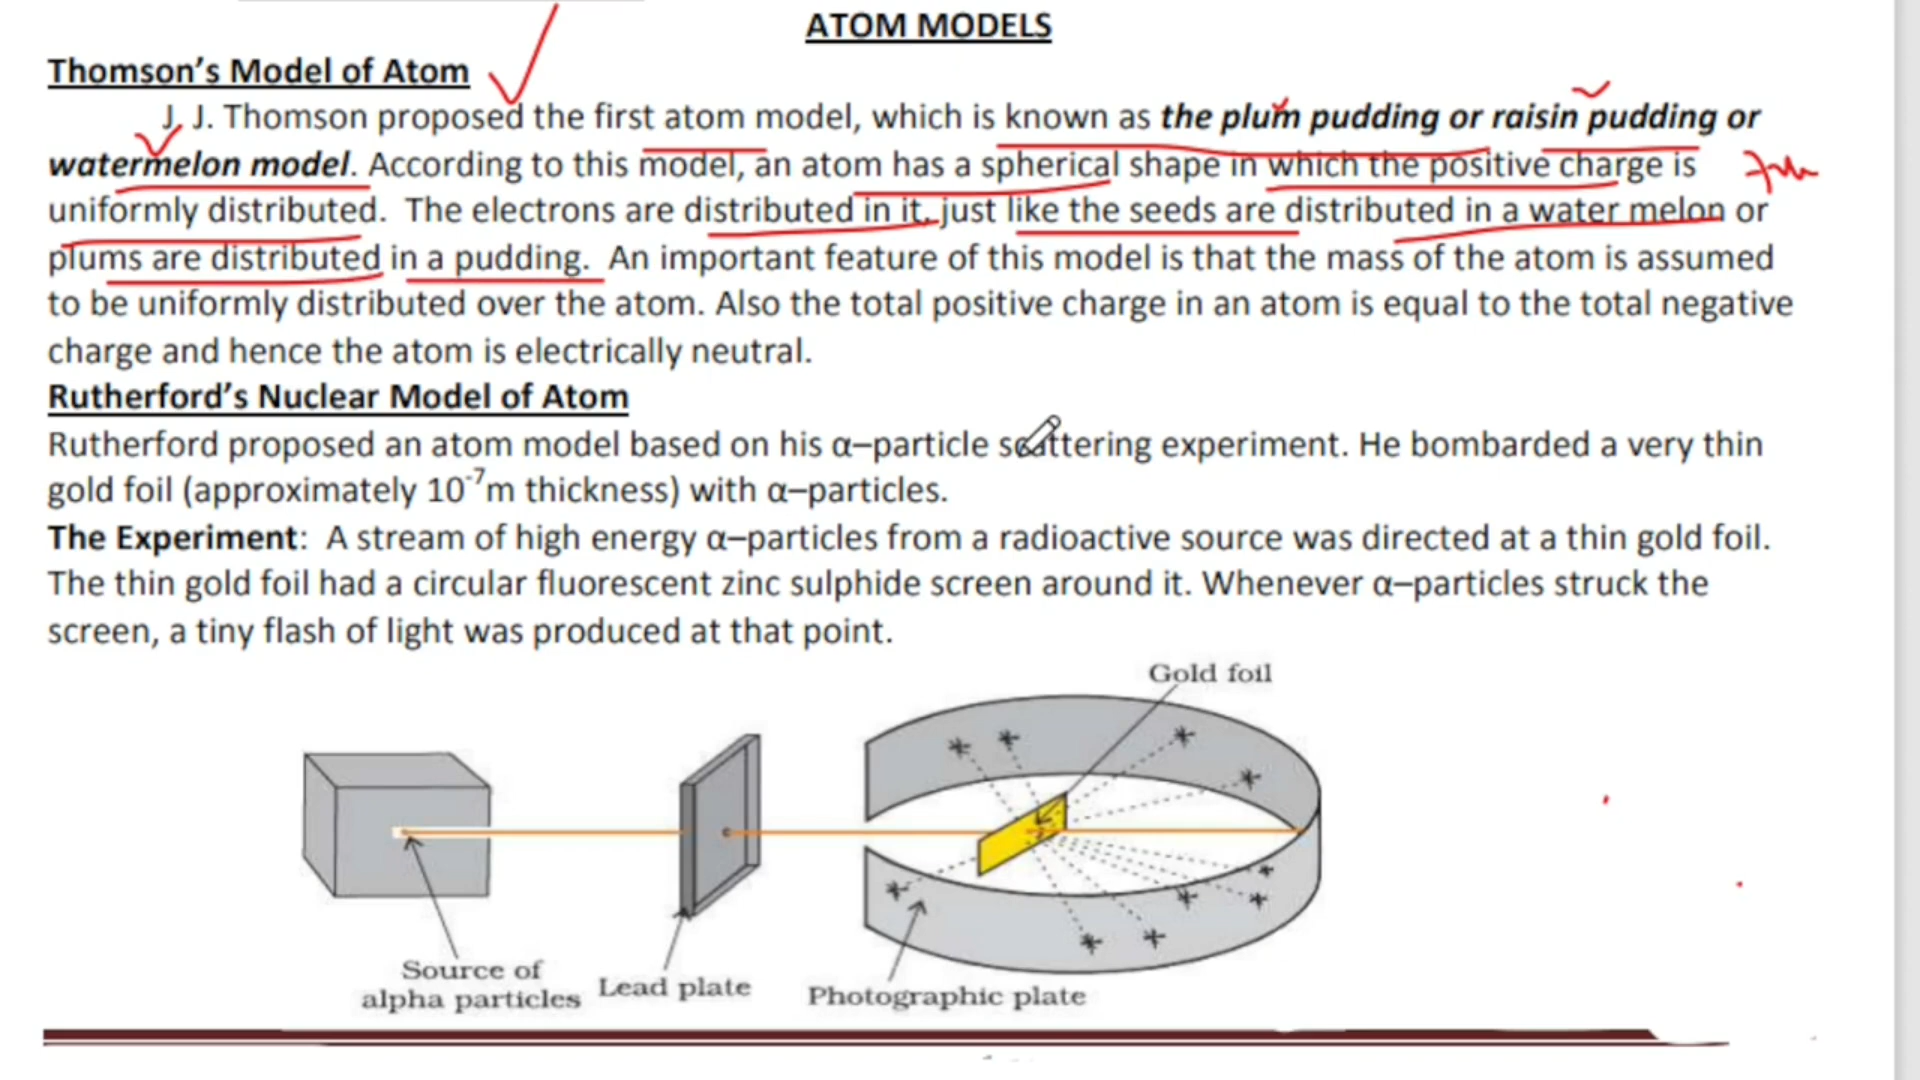 ATOM MODELS
Thomson’s Model of Atom
J. J. Thomson proposed the first atom model, which is known as the plum pudding or raisin pudding or
watermelon model. According to this model, an atom has a spherical shape in which the positive charge is
uniformly distributed. The electrons are distributed in it, just like the seeds are distributed in a water melon or
plums are distributed in a pudding. An important feature of this model is that the mass of the atom is assumed
to be uniformly distributed over the atom. Also the total positive charge in an atom is equal to the total negative
charge and hence the atom is electrically neutral.
Rutherford’s Nuclear Model of Atom
Rutherford proposed an atom model based on his α–particle scattering experiment. He bombarded a very thin
gold foil (approximately 10⁻⁷m thickness) with α–particles.
The Experiment: A stream of high energy α–particles from a radioactive source was directed at a thin gold foil.
The thin gold foil had a circular fluorescent zinc sulphide screen around it. Whenever α–particles struck the
screen, a tiny flash of light was produced at that point.
Gold foil
Source of
alpha particles
Lead plate
Photographic plate